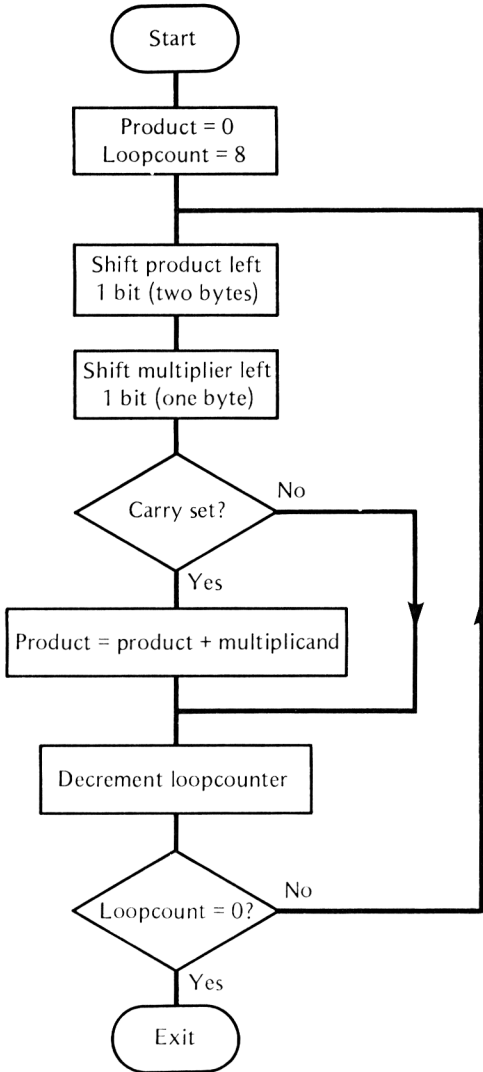 Start
Product = 0
Loopcount = 8
Shift product left
1 bit (two bytes)
Shift multiplier left
1 bit (one byte)
Carry set?
No
Yes
Product = product + multiplicand
Decrement loopcounter
Loopcount = 0?
No
Yes
Exit